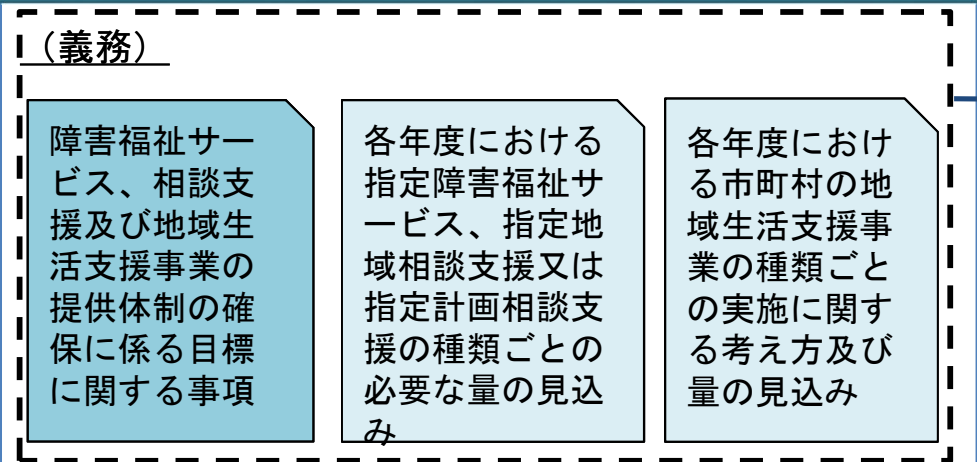 （義務）
障害福祉サー
ビス、相談支
援及び地域生
活支援事業の
提供体制の確
保に係る目標
に関する事項
各年度における
指定障害福祉サ
ービス、指定地
域相談支援又は
指定計画相談支
援の種類ごとの
必要な量の見込
み
各年度におけ
る市町村の地
域生活支援事
業の種類ごと
の実施に関す
る考え方及び
量の見込み